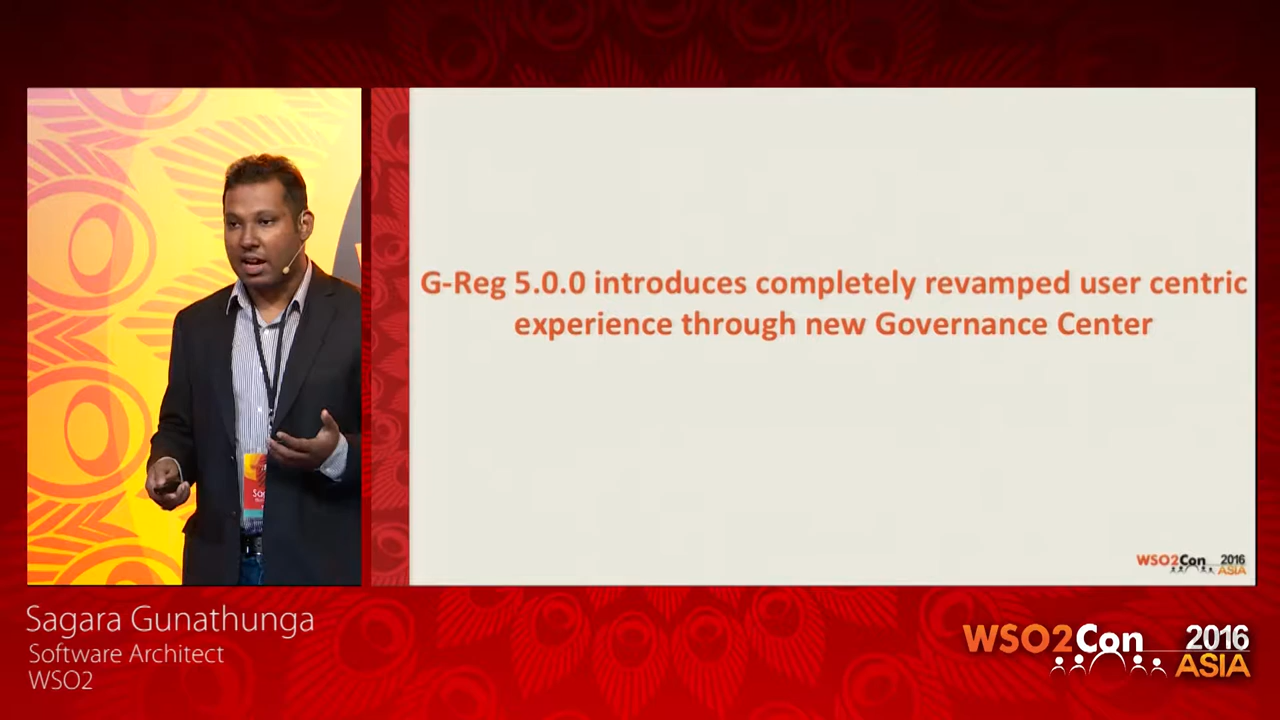 G-Reg 5.0.0 introduces completely revamped user centric
experience through new Governance Center
WSO2Con 2016
ASIA
Sagara Gunathunga
Software Architect
WSO2
WSO2Con 2016
ASIA